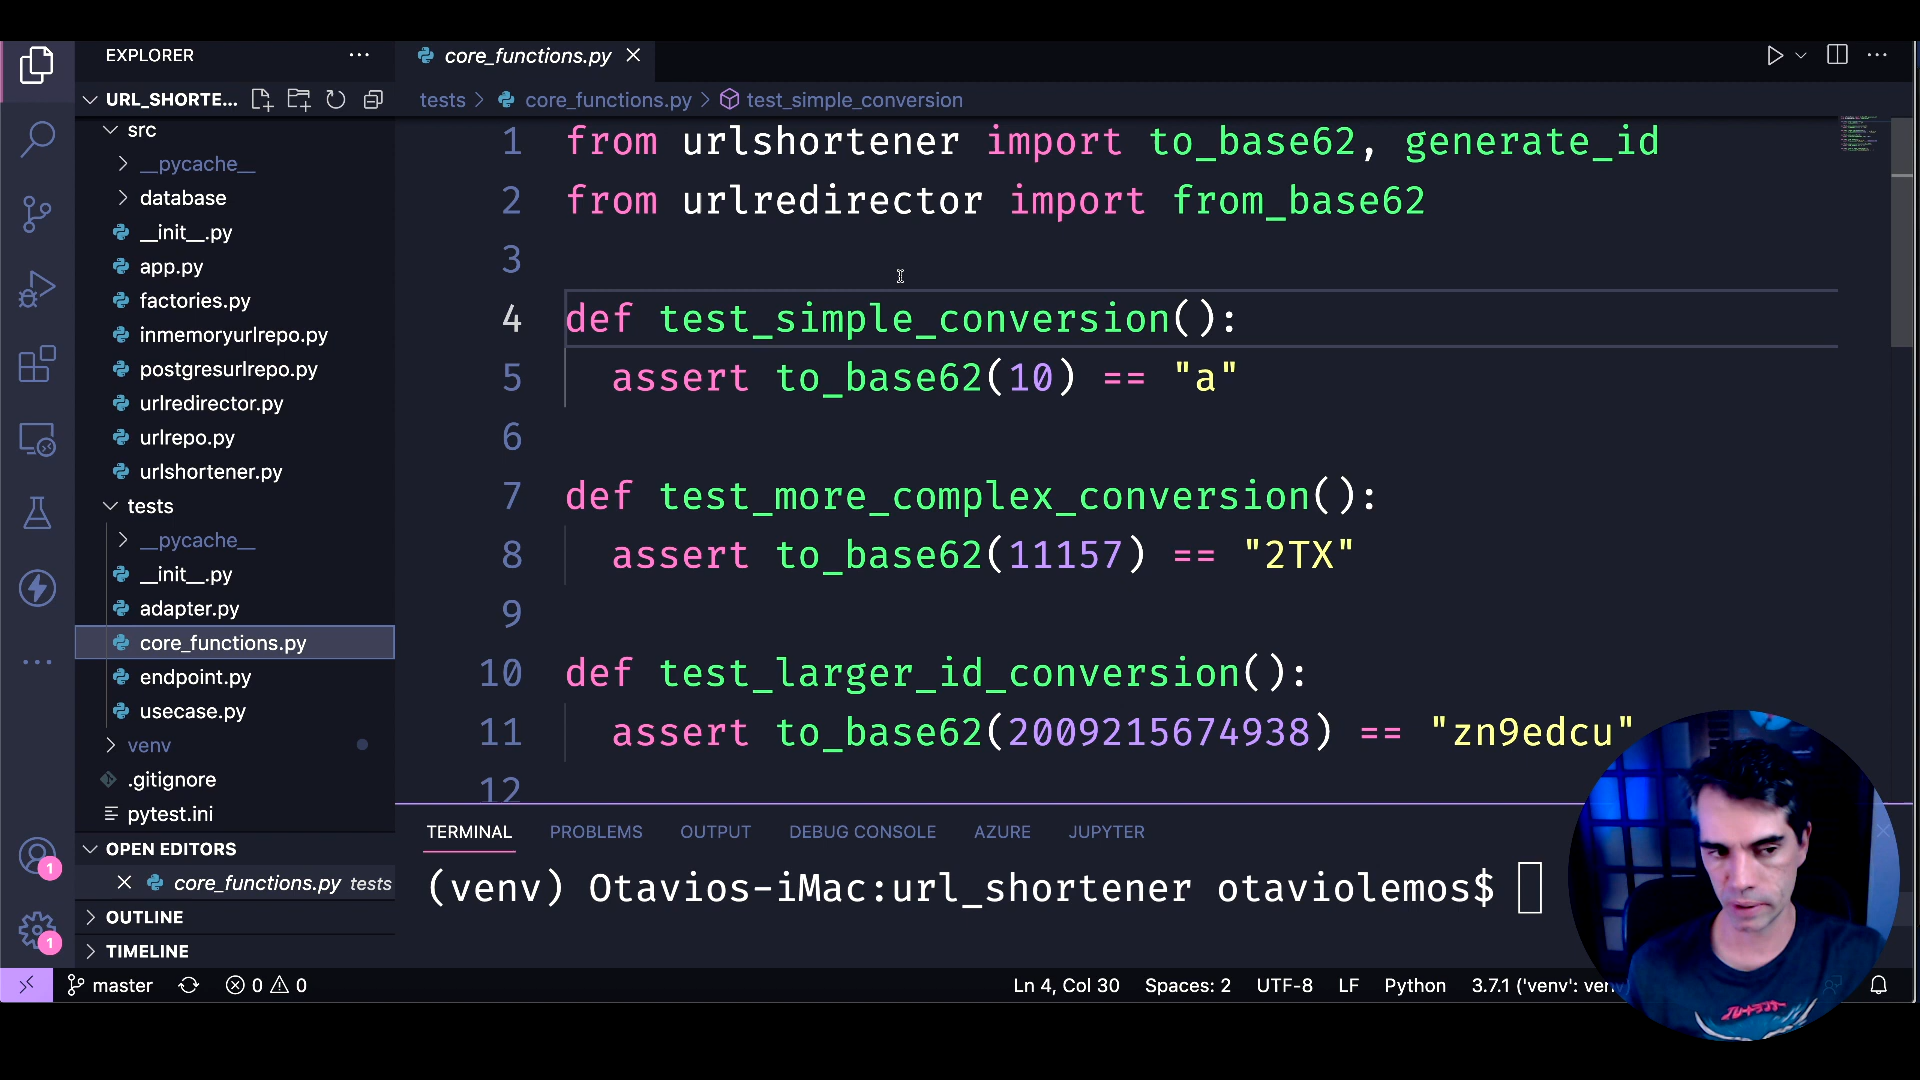 EXPLORER
URL_SHORTE...
src
__pycache__
database
__init__.py
app.py
factories.py
inmemoryurlrepo.py
postgresurlrepo.py
urlredirector.py
urlrepo.py
urlshortener.py
tests
__pycache__
__init__.py
adapter.py
core_functions.py
endpoint.py
usecase.py
venv
.gitignore
pytest.ini
OPEN EDITORS
core_functions.py tests
OUTLINE
TIMELINE
1
1
core_functions.py
tests > core_functions.py > test_simple_conversion
1 from urlshortener import to_base62, generate_id
2 from urlredirector import from_base62
3
4 def test_simple_conversion():
5 assert to_base62(10) == "a"
6
7 def test_more_complex_conversion():
8 assert to_base62(11157) == "2TX"
9
10 def test_larger_id_conversion():
11 assert to_base62(2009215674938) == "zn9edcu"
12
TERMINAL PROBLEMS OUTPUT DEBUG CONSOLE AZURE JUPYTER
(venv) Otavios-iMac:url_shortener otaviolemos$
master 0 0 Ln 4, Col 30 Spaces: 2 UTF-8 LF Python 3.7.1 ('venv':